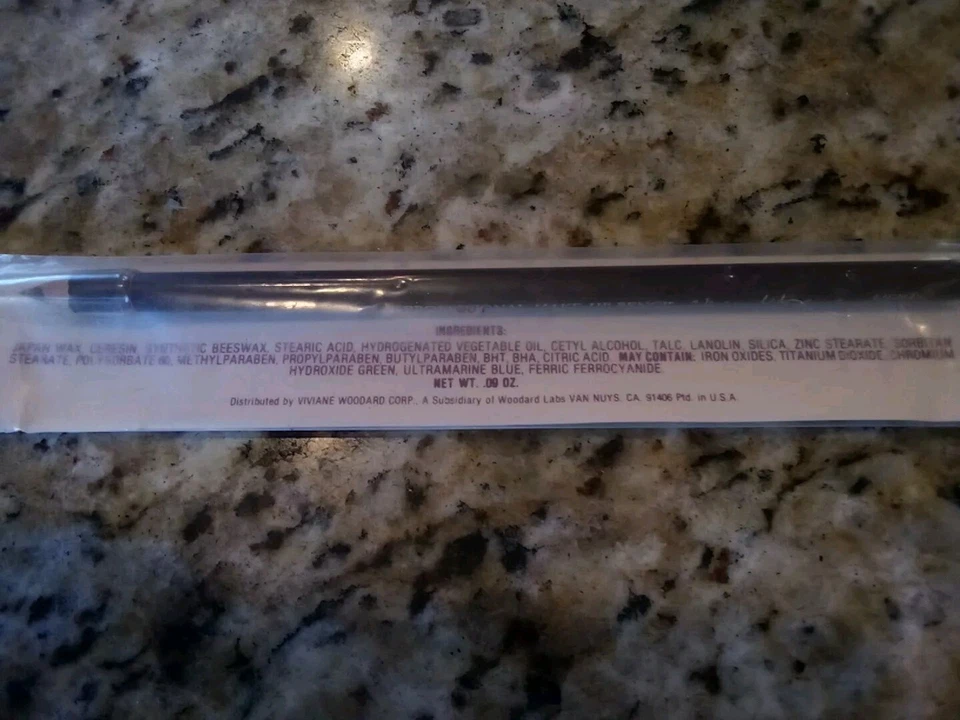 INGREDIENTS:
JAPAN WAX, CERESIN, SYNTHETIC BEESWAX, STEARIC ACID, HYDROGENATED VEGETABLE OIL, CETYL ALCOHOL, TALC, LANOLIN, SILICA, ZINC STEARATE, SORBITAN
STEARATE, POLYSORBATE 60, METHYLPARABEN, PROPYLPARABEN, BUTYLPARABEN, BHT, BHA, CITRIC ACID. MAY CONTAIN: IRON OXIDES, TITANIUM DIOXIDE, CHROMIUM
HYDROXIDE GREEN, ULTRAMARINE BLUE, FERRIC FERROCYANIDE.
NET WT. .09 OZ.
Distributed by VIVIANE WOODARD CORP., A Subsidiary of Woodard Labs VAN NUYS, CA. 91406 Ptd. in U.S.A.